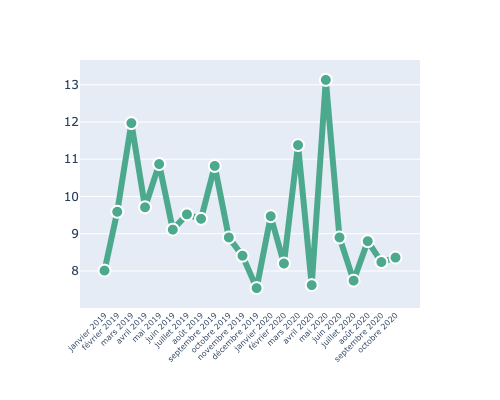 13
12
11
10
9
8
janvier 2019
février 2019
mars 2019
avril 2019
mai 2019
juin 2019
juillet 2019
août 2019
septembre 2019
octobre 2019
novembre 2019
décembre 2019
janvier 2020
février 2020
mars 2020
avril 2020
mai 2020
juin 2020
juillet 2020
août 2020
septembre 2020
octobre 2020